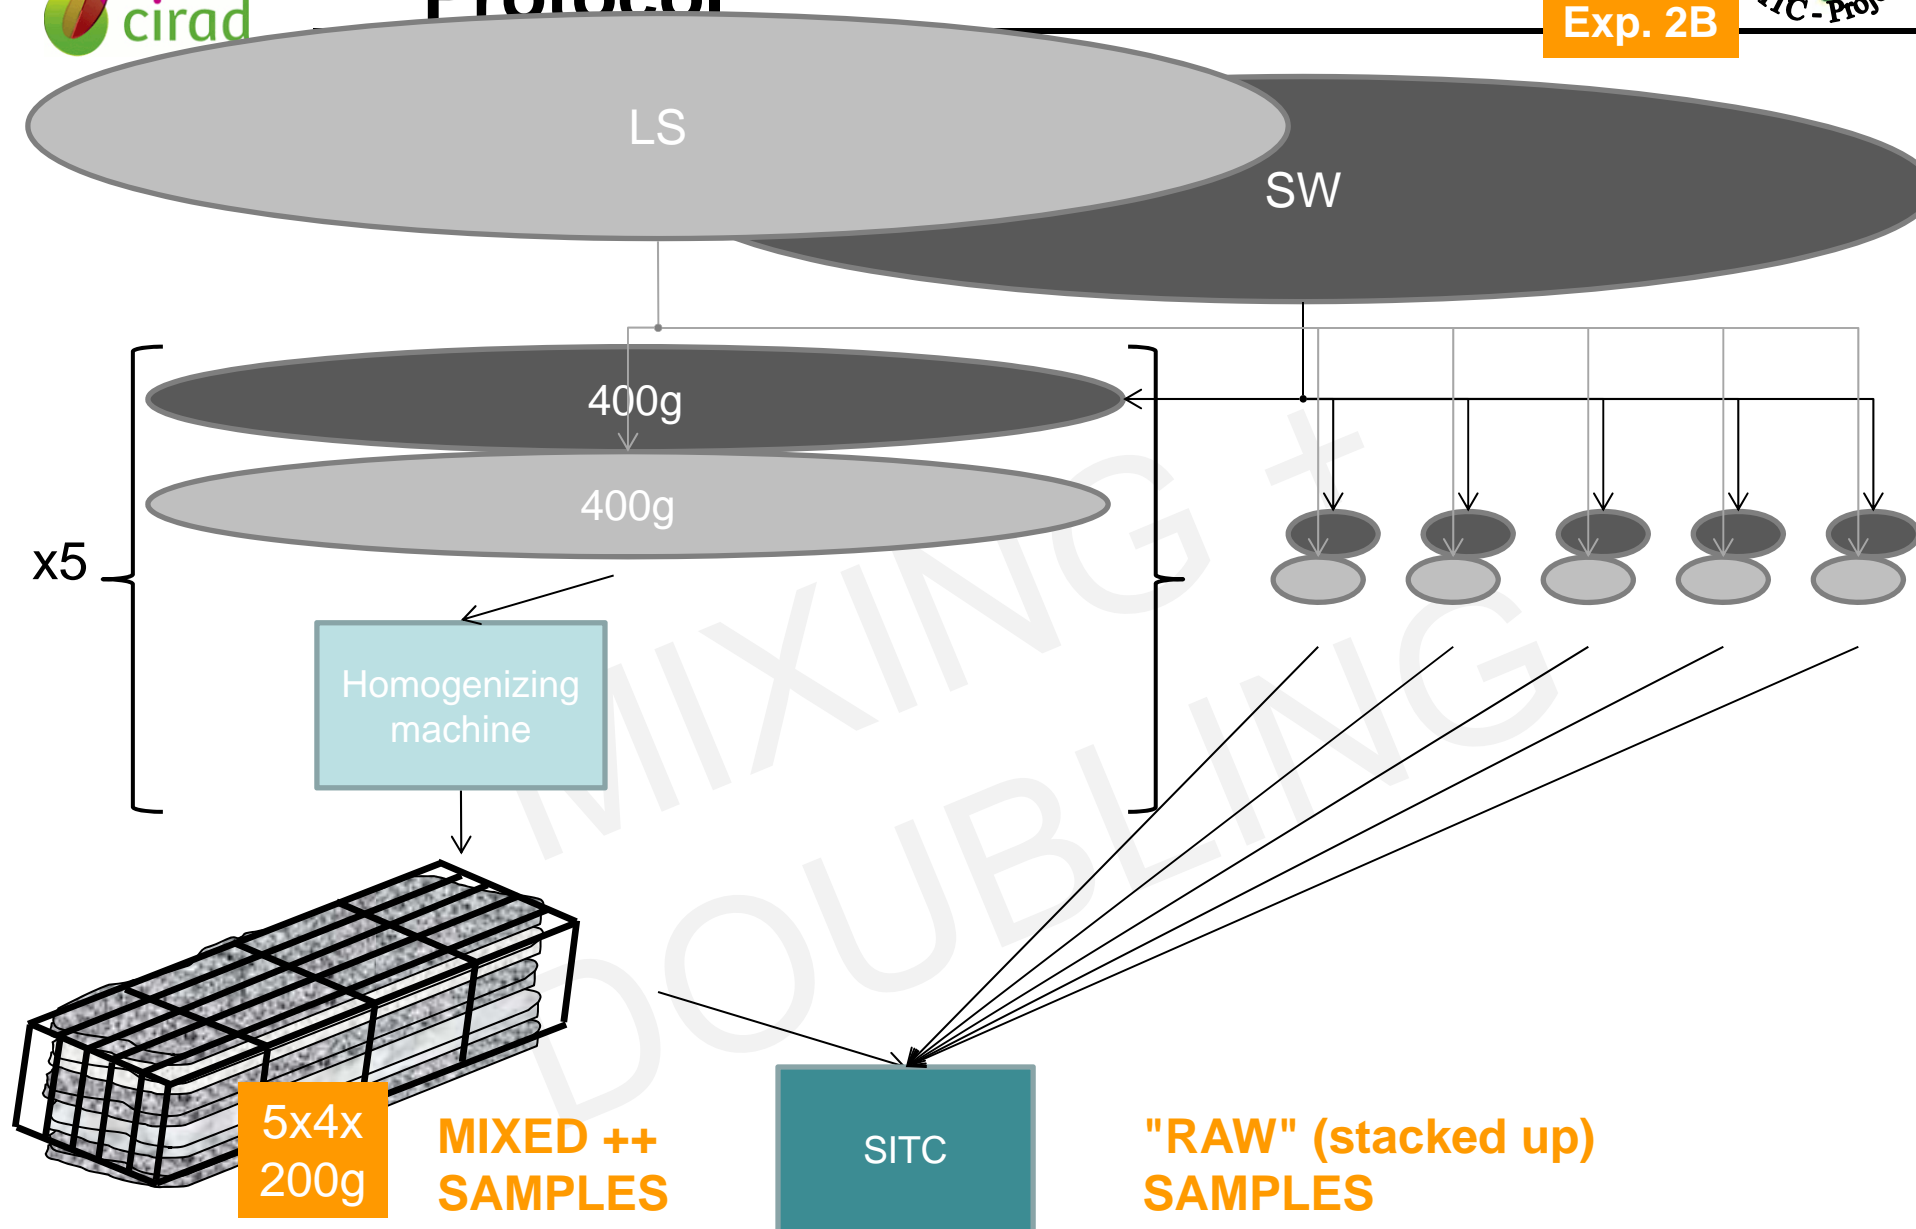 cirad
Protocol
Exp. 2B
LS
SW
400g
400g
x5
MIXING +
DOUBLING
Homogenizing
machine
5x4x
200g
MIXED ++
SAMPLES
SITC
"RAW" (stacked up)
SAMPLES